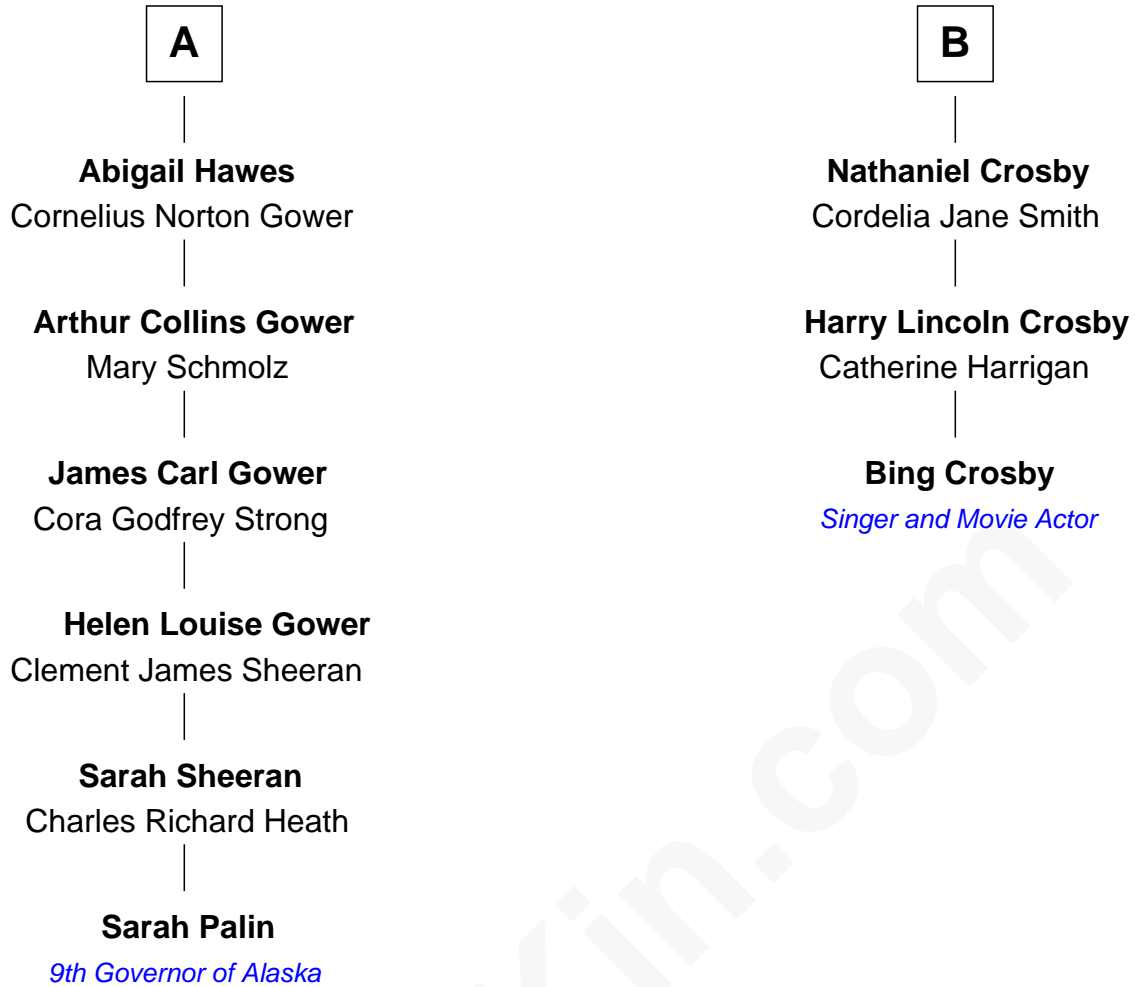 A
Abigail Hawes
Cornelius Norton Gower
Arthur Collins Gower
Mary Schmolz
James Carl Gower
Cora Godfrey Strong
Helen Louise Gower
Clement James Sheeran
Sarah Sheeran
Charles Richard Heath
Sarah Palin
9th Governor of Alaska
B
Nathaniel Crosby
Cordelia Jane Smith
Harry Lincoln Crosby
Catherine Harrigan
Bing Crosby
Singer and Movie Actor
Kin.com